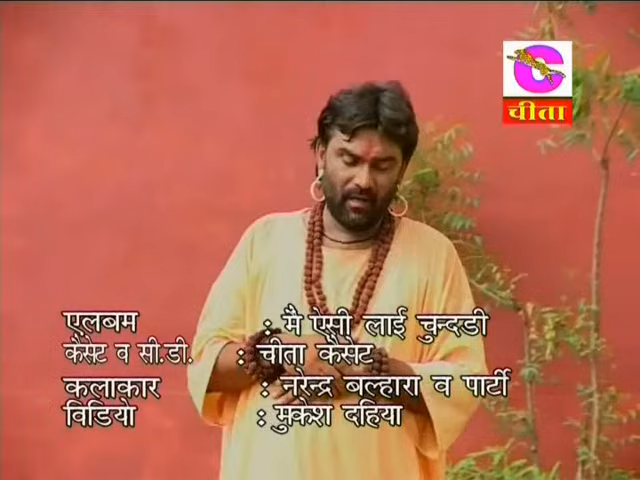 चीता
एलबम : मै ऐसी लाई चुन्दडी
कैसेट व सी.डी. : चीता कैसेट
कलाकार : नरेन्द्र बल्हारा व पार्टी
विडियो : मुकेश दहिया